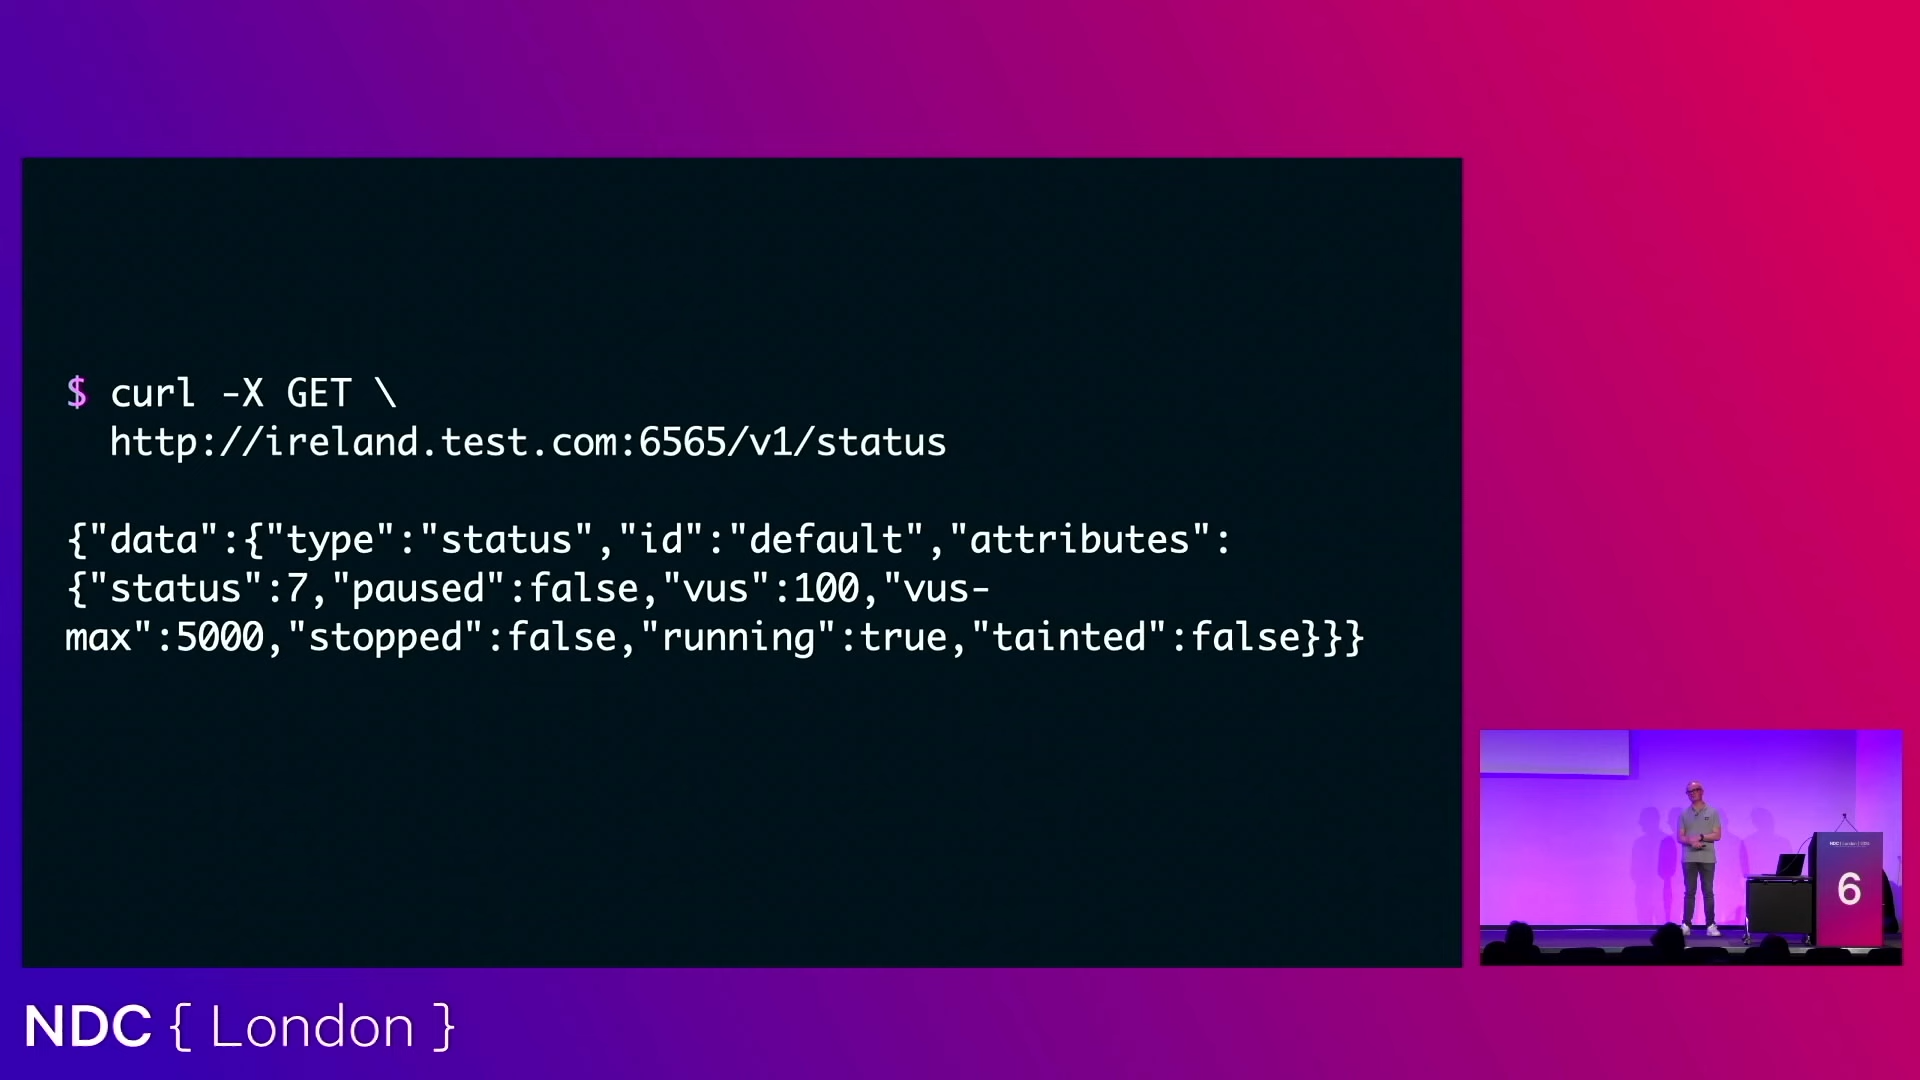 $ curl -X GET \
http://ireland.test.com:6565/v1/status
{"data":{"type":"status","id":"default","attributes":
{"status":7,"paused":false,"vus":100,"vus-
max":5000,"stopped":false,"running":true,"tainted":false}}}
6
NDC { London }